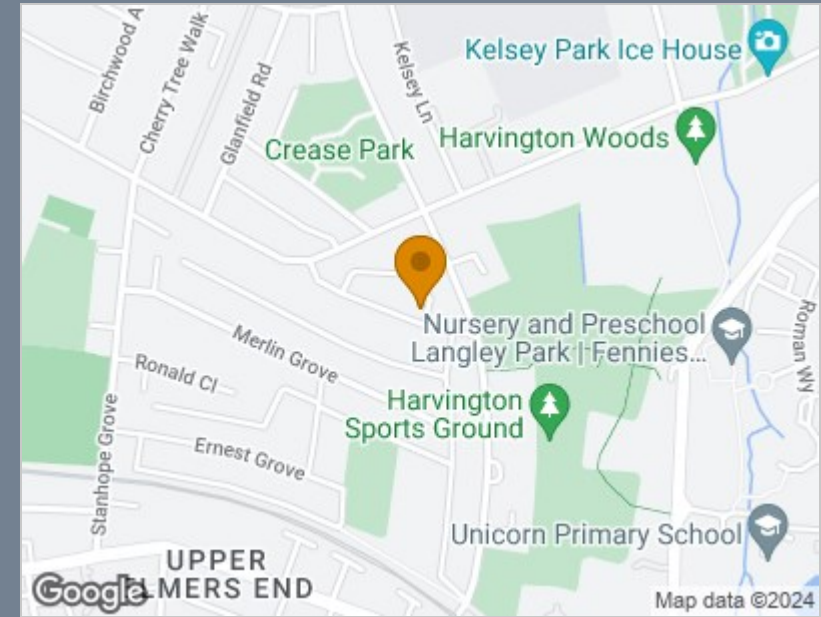 Birchwood A
Cherry Tree Walk
Glanfield Rd
Kelsey Ln
Kelsey Park Ice House
Crease Park
Harvington Woods
Nursery and Preschool
Langley Park | Fennies...
Roman Wy
Merlin Grove
Ronald Cl
Harvington
Sports Ground
Stanhope Grove
Ernest Grove
Unicorn Primary School
UPPER
ELMERS END
Google
Map data ©2024